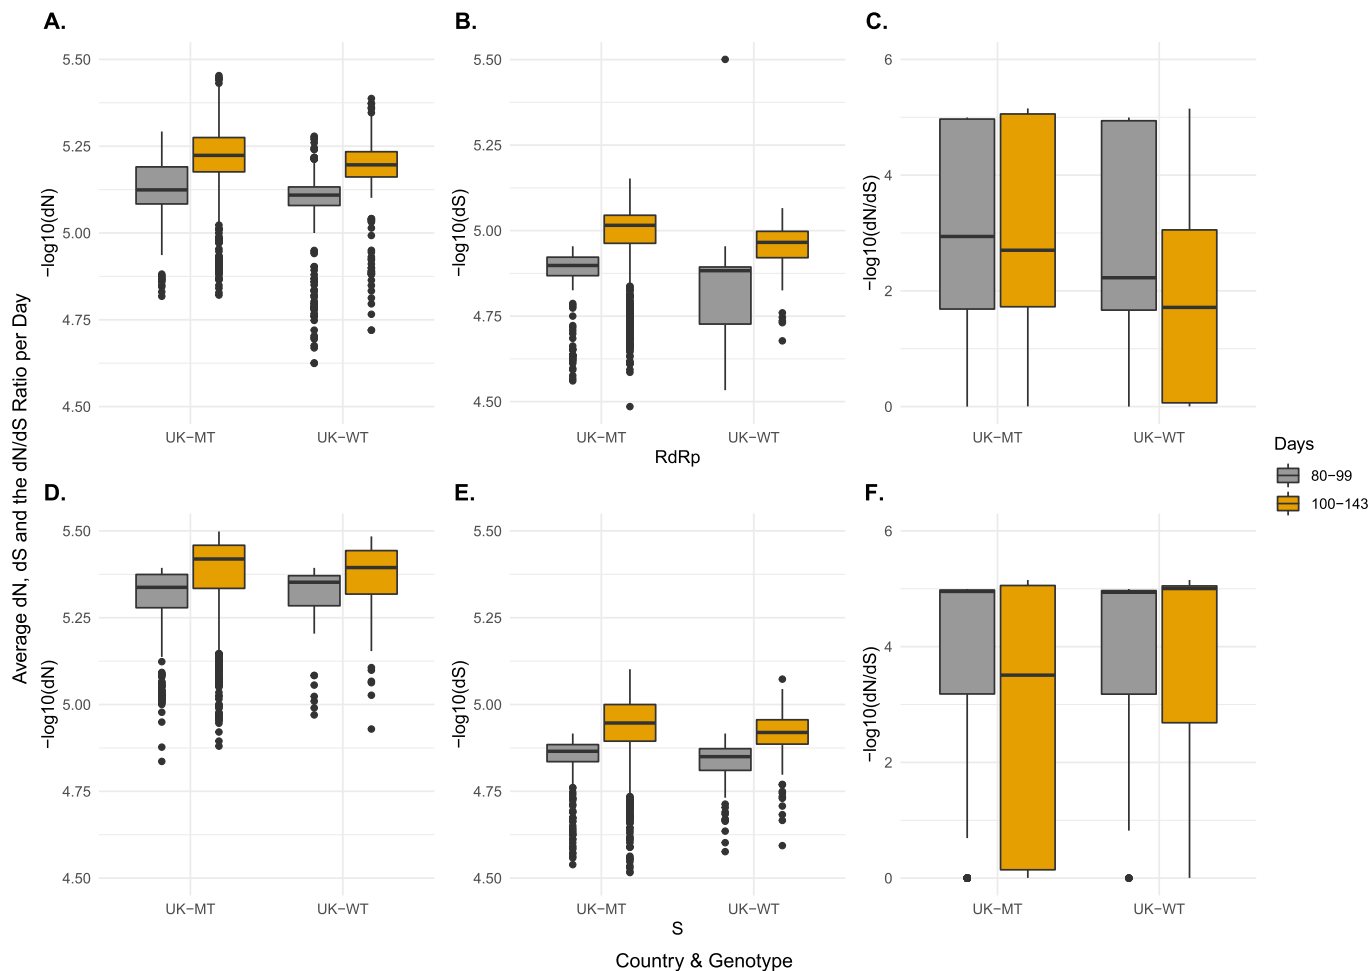 A.
B.
C.
5.50
5.25
5.00
4.75
4.50
−log10(dN)
UK−MT
UK−WT
5.50
5.25
5.00
4.75
4.50
−log10(dS)
UK−MT
UK−WT
6
4
2
0
−log10(dN/dS)
UK−MT
UK−WT
RdRp
Average dN, dS and the dN/dS Ratio per Day
Days
80−99
100−143
D.
E.
F.
5.50
5.25
5.00
4.75
4.50
−log10(dN)
UK−MT
UK−WT
5.50
5.25
5.00
4.75
4.50
−log10(dS)
UK−MT
UK−WT
6
4
2
0
−log10(dN/dS)
UK−MT
UK−WT
S
Country & Genotype